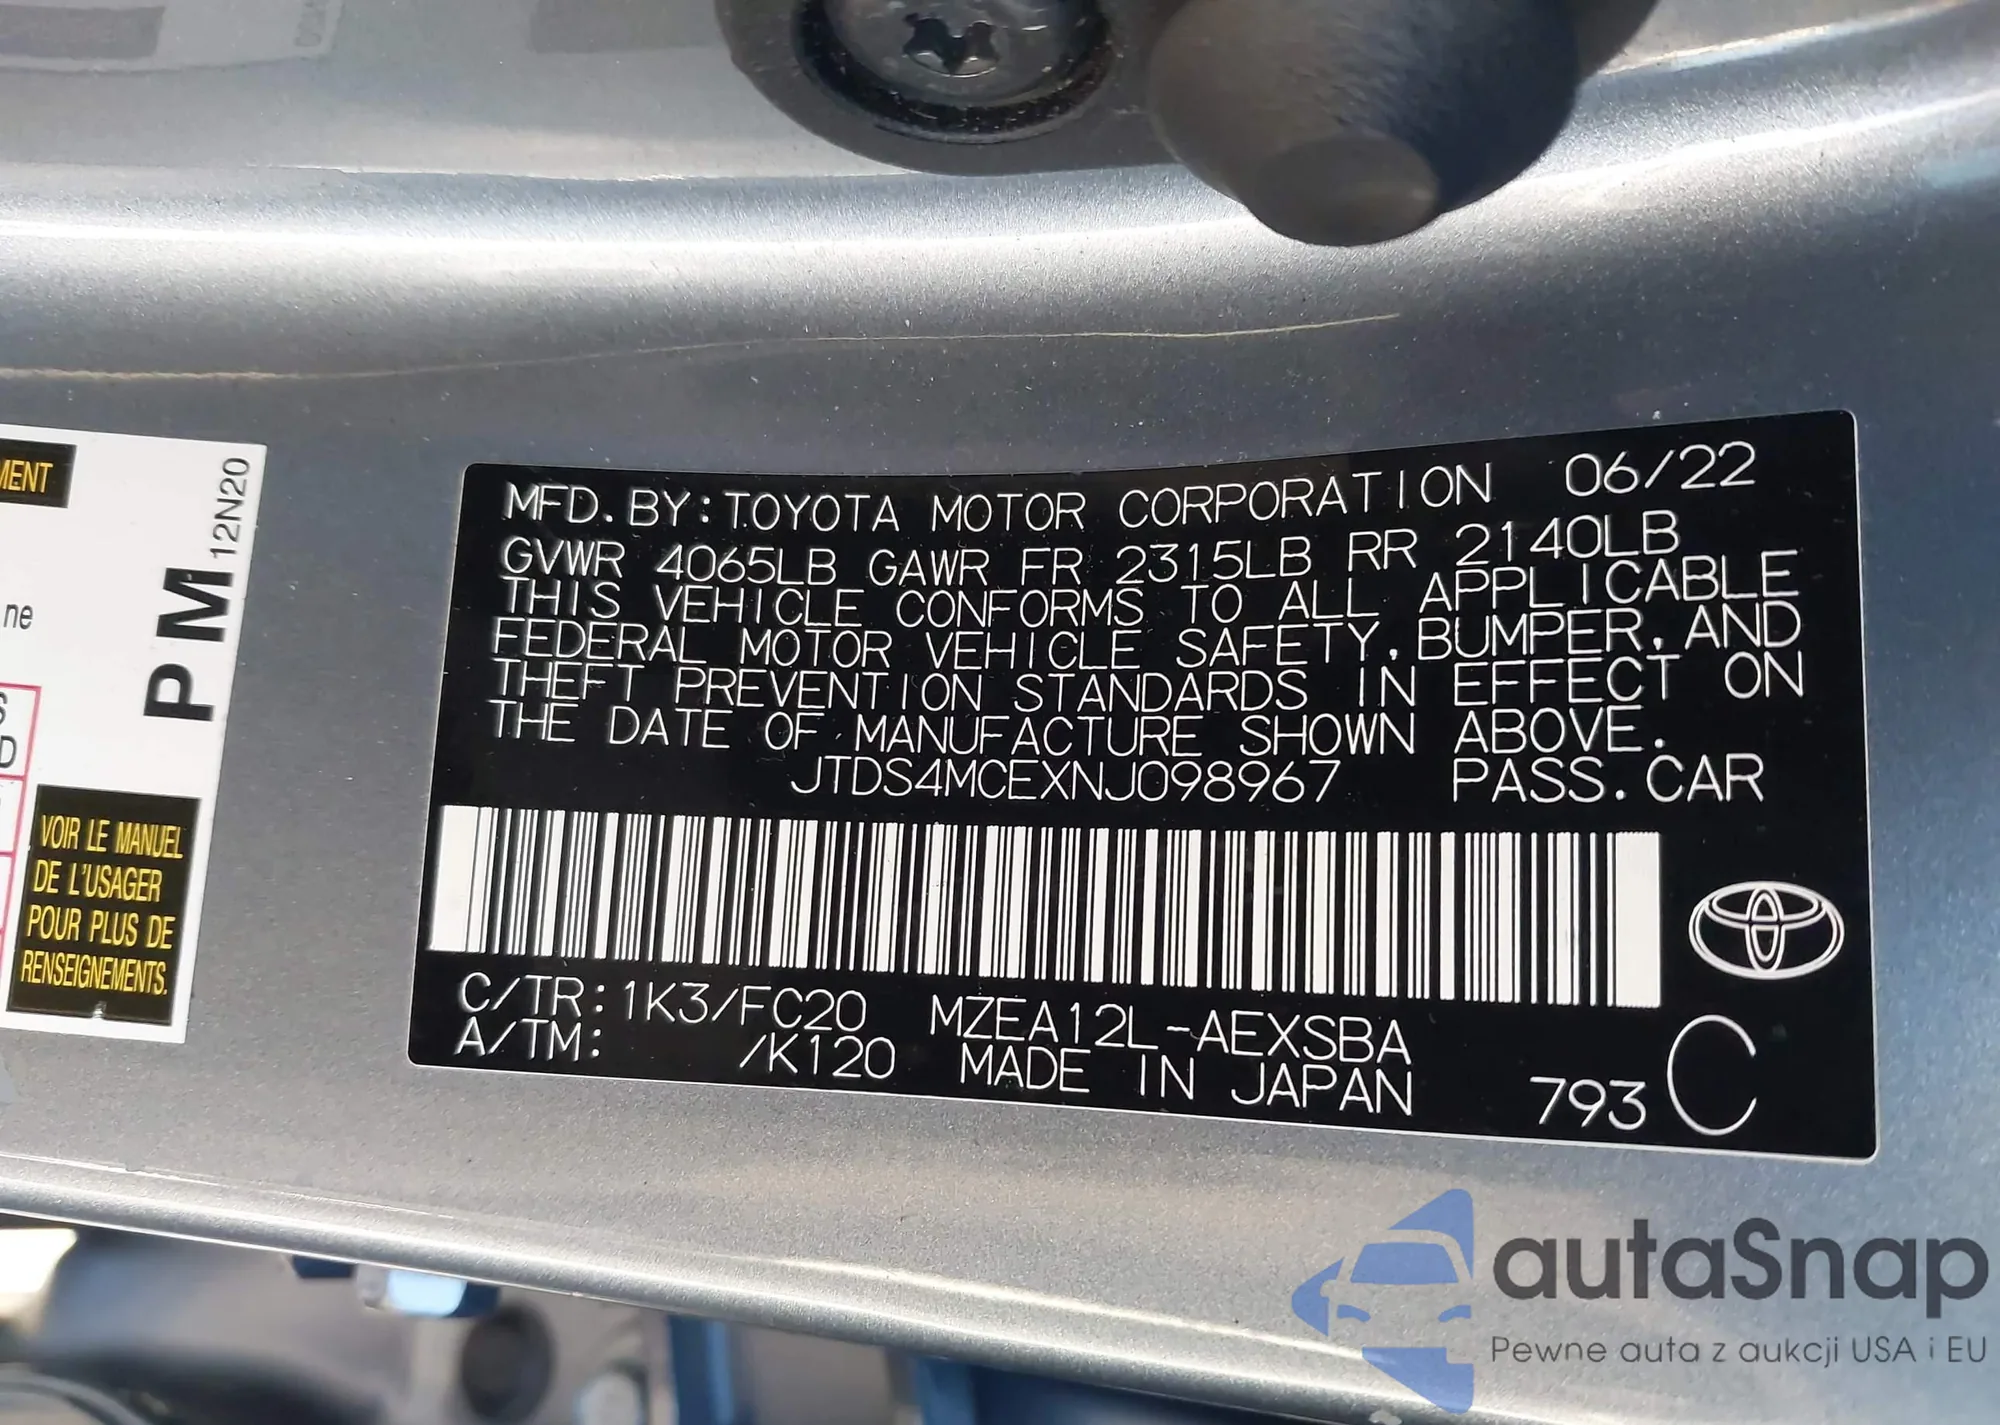 MENT
12N20
PM
ne
S
D
VOIR LE MANUEL
DE L'USAGER
POUR PLUS DE
RENSEIGNEMENTS.
MFD. BY: TOYOTA MOTOR CORPORATION 06/22
GVWR 4065LB GAWR FR 2315LB RR 2140LB
THIS VEHICLE CONFORMS TO ALL APPLICABLE
FEDERAL MOTOR VEHICLE SAFETY, BUMPER, AND
THEFT PREVENTION STANDARDS IN EFFECT ON
THE DATE OF MANUFACTURE SHOWN ABOVE.
JTDS4MCEXNJ098967 PASS. CAR
C/TR: 1K3/FC20 MZEA12L-AEXSBA
A/TM: /K120 MADE IN JAPAN 793 C
autaSnap
Pewne auta z aukcji USA i EU